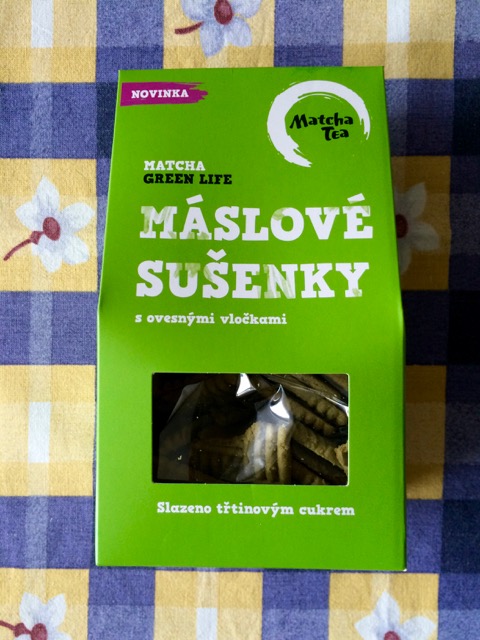 NOVINKA
Matcha
Tea
MATCHA
GREEN LIFE
MÁSLOVÉ
SUŠENKY
s ovesnými vločkami
Slazeno třtinovým cukrem